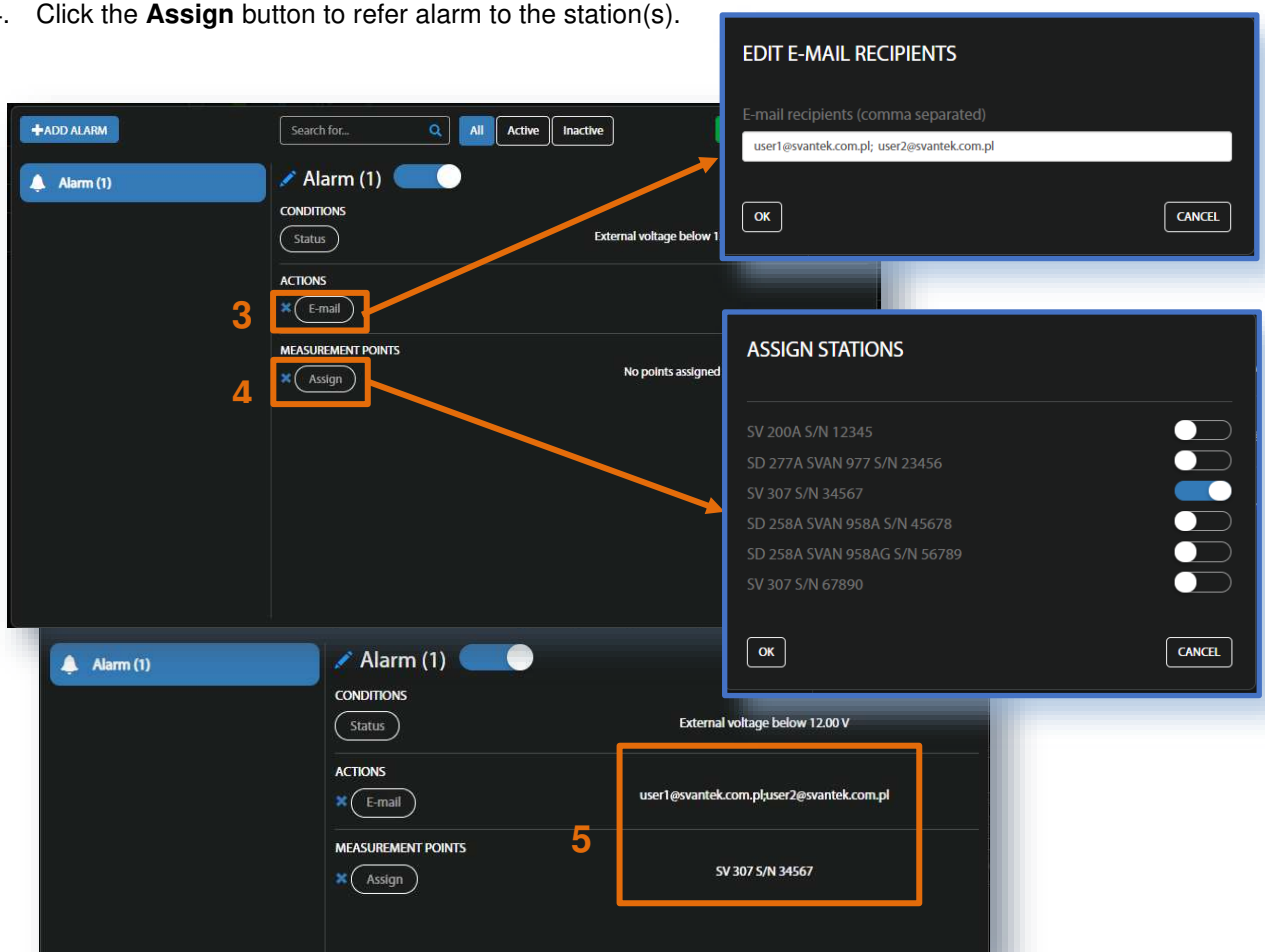 4. Click the Assign button to refer alarm to the station(s).
EDIT E-MAIL RECIPIENTS
E-mail recipients (comma separated)
user1@svantek.com.pl; user2@svantek.com.pl
OK
CANCEL
ADD ALARM
Search for...
All
Active
Inactive
Alarm (1)
Alarm (1)
CONDITIONS
Status
External voltage below 1
ACTIONS
3
E-mail
MEASUREMENT POINTS
4
Assign
No points assigned
ASSIGN STATIONS
SV 200A S/N 12345
SD 277A SVAN 977 S/N 23456
SV 307 S/N 34567
SD 258A SVAN 958A S/N 45678
SD 258A SVAN 958AG S/N 56789
SV 307 S/N 67890
OK
CANCEL
Alarm (1)
Alarm (1)
CONDITIONS
Status
External voltage below 12.00 V
ACTIONS
E-mail
user1@svantek.com.pl;user2@svantek.com.pl
5
MEASUREMENT POINTS
Assign
SV 307 S/N 34567